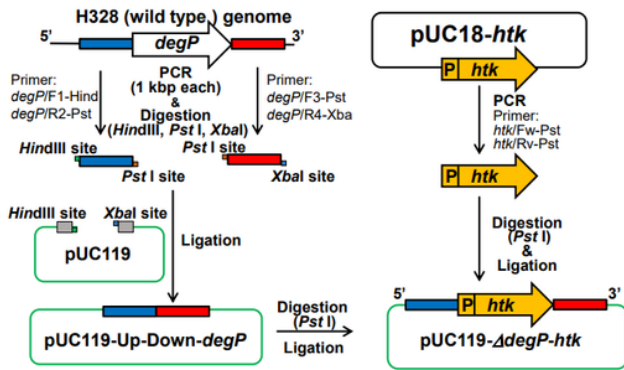 H328 (wild type ) genome
5’
3’
degP
Primer:
degP/F1-Hind
degP/R2-Pst
PCR
(1 kbp each)
&
Digestion
(HindIII, Pst I, XbaI)
Primer:
degP/F3-Pst
degP/R4-Xba
HindIII site
Pst I site
Pst I site
XbaI site
HindIII site
XbaI site
pUC119
Ligation
pUC119-Up-Down-degP
Digestion
(Pst I)
Ligation
pUC18-htk
P htk
PCR
Primer:
htk/Fw-Pst
htk/Rv-Pst
P htk
Digestion
(Pst I)
&
Ligation
5’
3’
P htk
pUC119-ΔdegP-htk